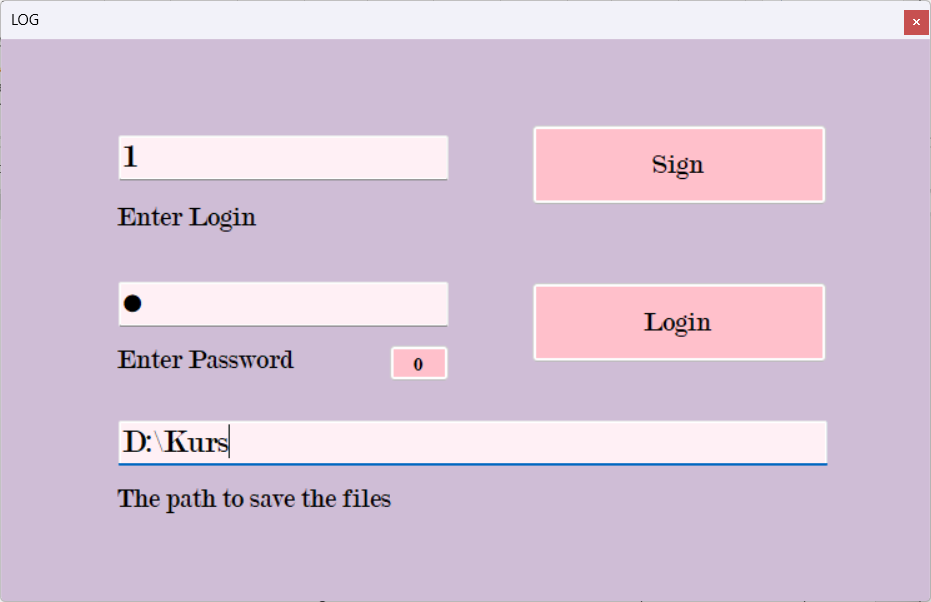 LOG
1
Sign
Enter Login
●
Login
Enter Password
0
D:\Kurs
The path to save the files